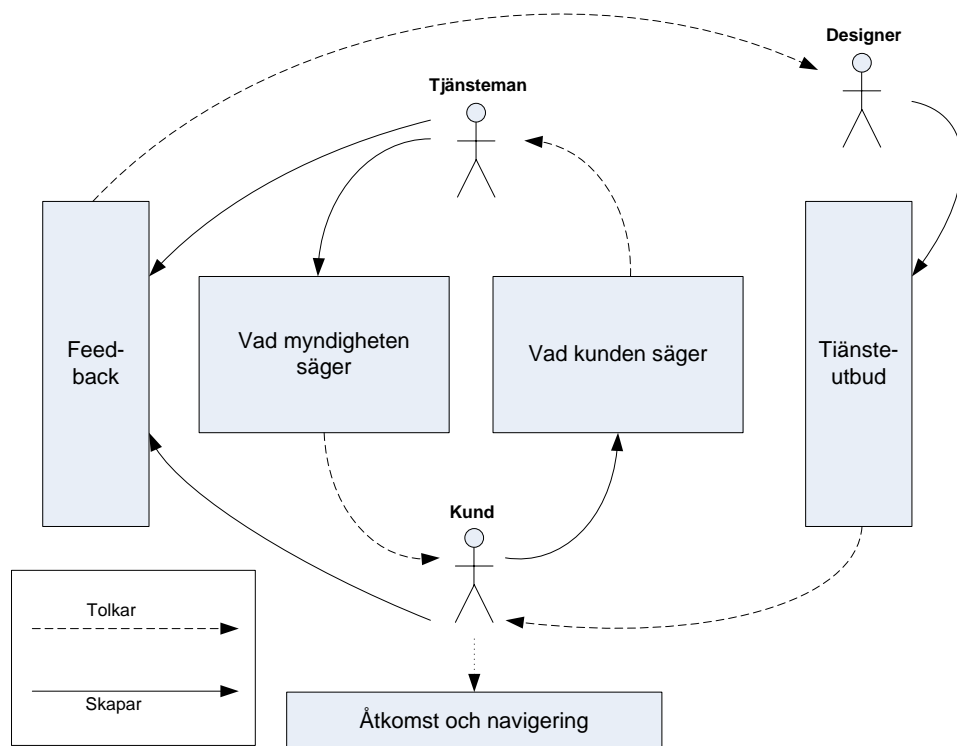 Designer
Tjänsteman
Feed-
back
Vad myndigheten
säger
Vad kunden säger
Tiänste-
utbud
Kund
Tolkar
Skapar
Åtkomst och navigering